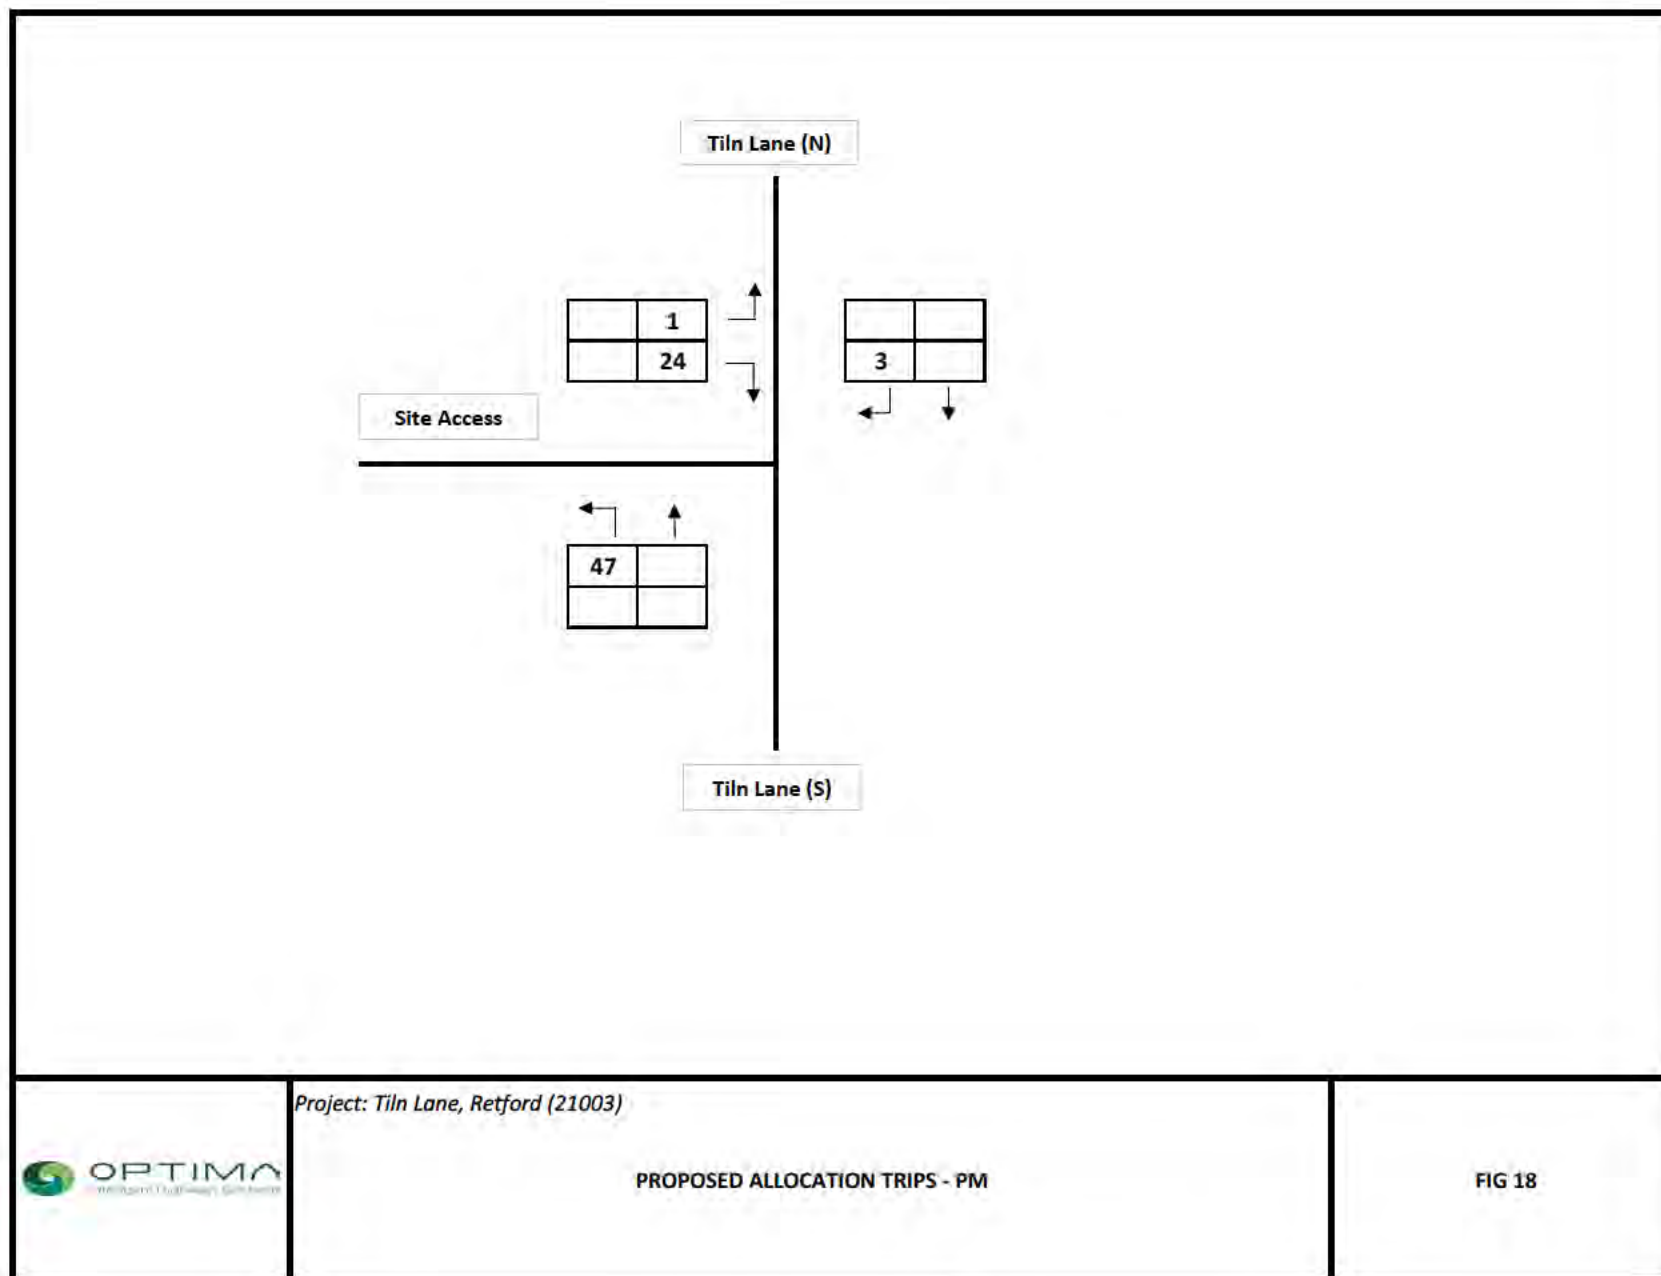 Tiln Lane (N)
1
24
3
Site Access
47
Tiln Lane (S)
Project: Tiln Lane, Retford (21003)
OPTIMA
PROPOSED ALLOCATION TRIPS - PM
FIG 18